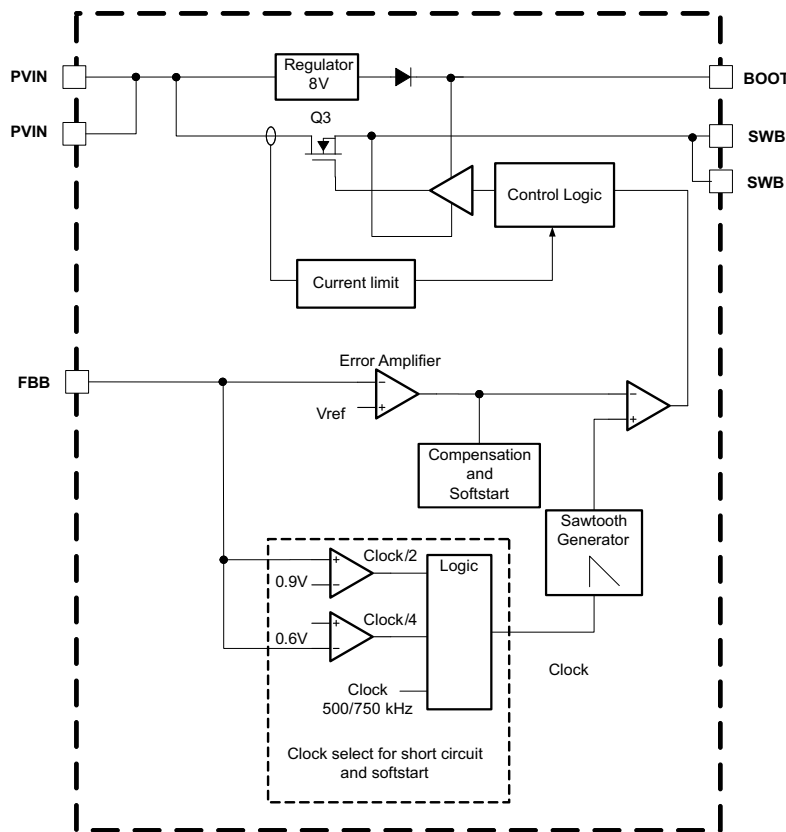 PVIN
Regulator
8V
BOOT
PVIN
Q3
SWB
SWB
Control Logic
Current limit
FBB
Error Amplifier
−
+
Vref
−
+
Compensation
and
Softstart
Sawtooth
Generator
Clock/2
Logic
+
−
0.9V
Clock/4
+
−
0.6V
Clock
Clock
500/750 kHz
Clock select for short circuit
and softstart